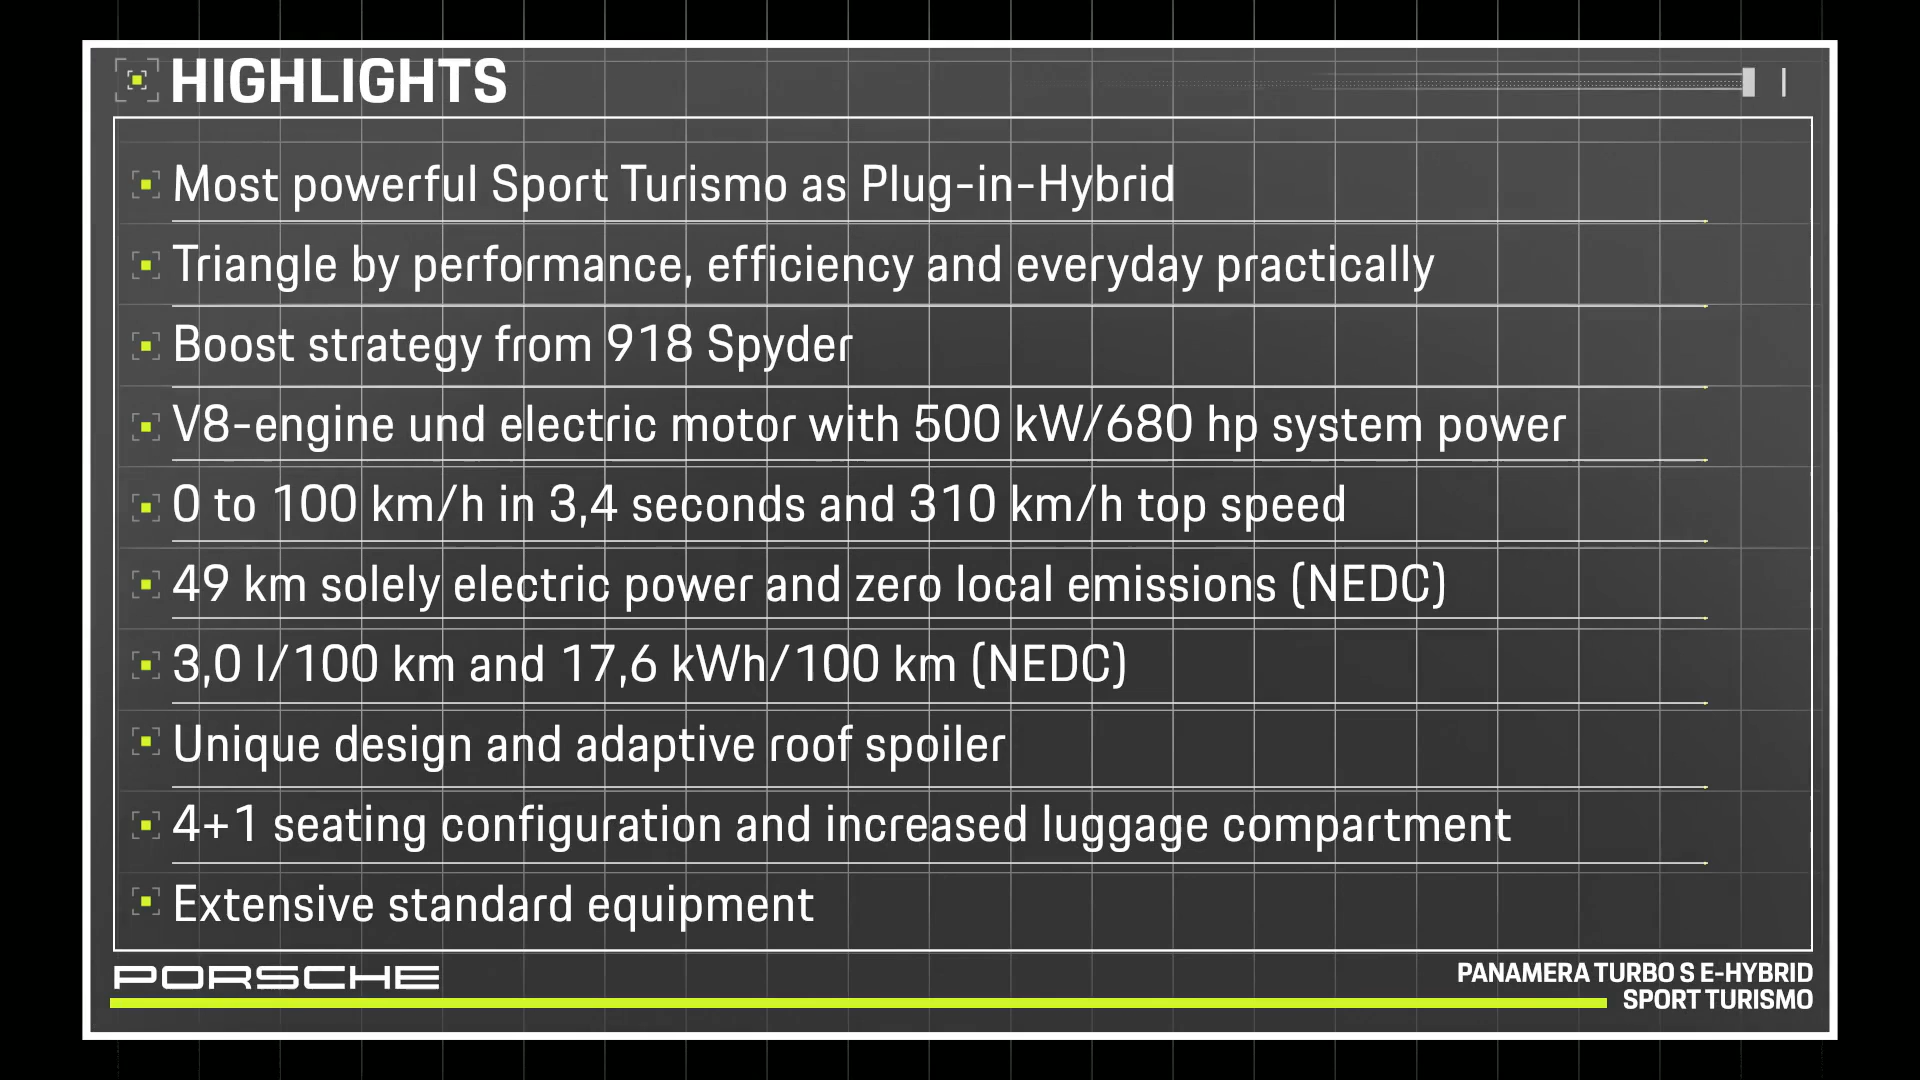 HIGHLIGHTS
Most powerful Sport Turismo as Plug-in-Hybrid
Triangle by performance, efficiency and everyday practically
Boost strategy from 918 Spyder
V8-engine und electric motor with 500 kW/680 hp system power
0 to 100 km/h in 3,4 seconds and 310 km/h top speed
49 km solely electric power and zero local emissions (NEDC)
3,0 l/100 km and 17,6 kWh/100 km (NEDC)
Unique design and adaptive roof spoiler
4+1 seating configuration and increased luggage compartment
Extensive standard equipment
PORSCHE
PANAMERA TURBO S E-HYBRID
SPORT TURISMO